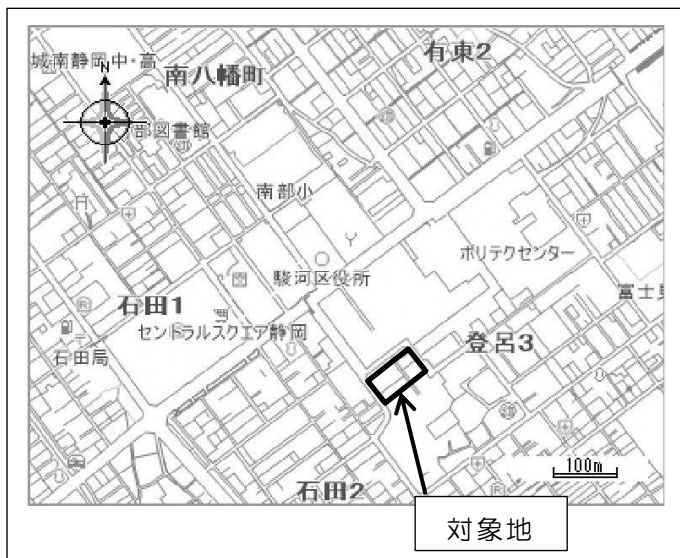 城南静岡中・高
N
南八幡町
有東2
部図書館
南部小
ポリテクセンター
駿河区役所
石田1
富士見
セントラルスクエア静岡
登呂3
石田局
100m
石田2
対象地